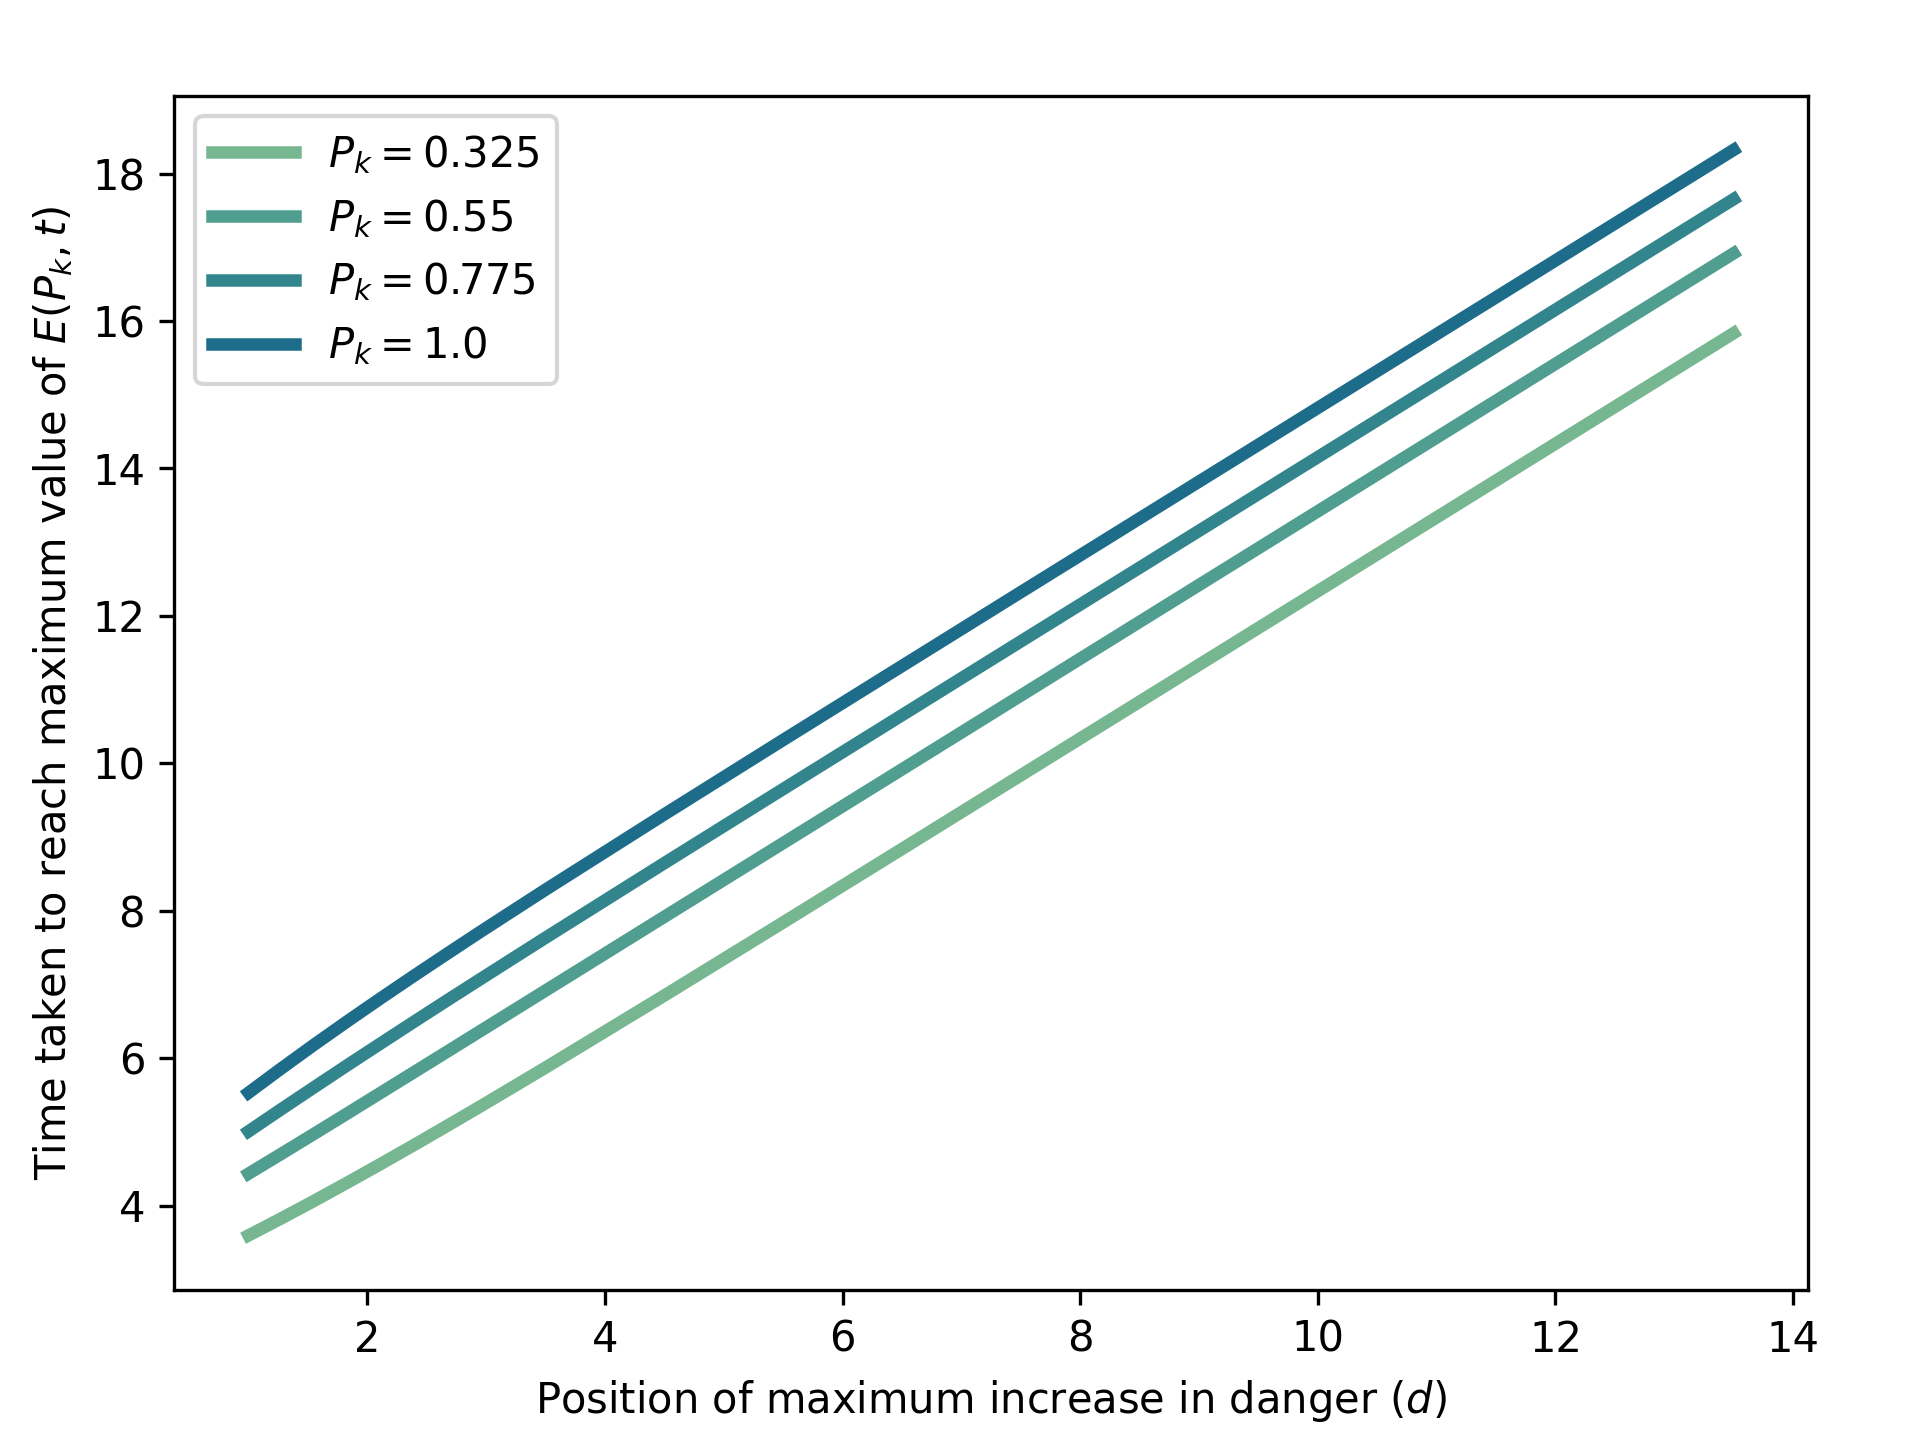 P_k = 0.325
P_k = 0.55
P_k = 0.775
P_k = 1.0
Time taken to reach maximum value of E(P_k, t)
18
16
14
12
10
8
6
4
2 4 6 8 10 12 14
Position of maximum increase in danger (d)